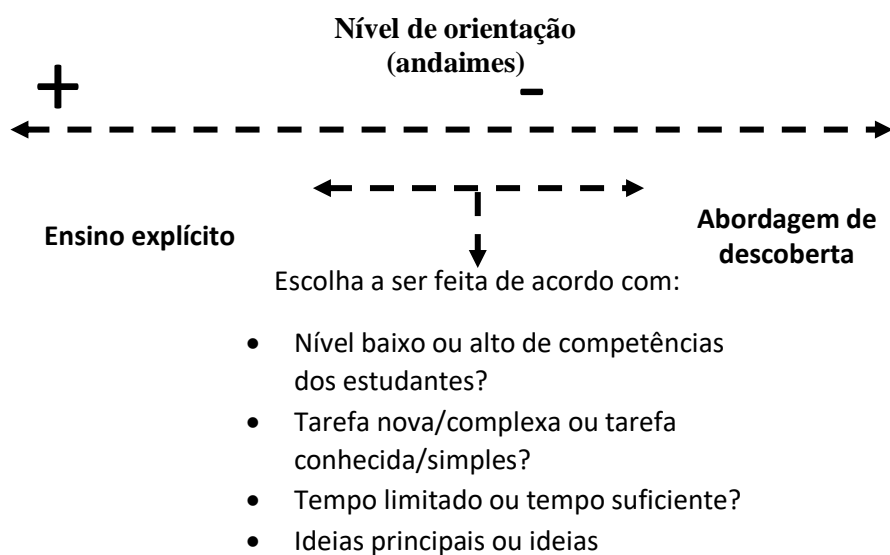 Nível de orientação
(andaimes)
+ -
Ensino explícito
Abordagem de
descoberta
Escolha a ser feita de acordo com:
• Nível baixo ou alto de competências
dos estudantes?
• Tarefa nova/complexa ou tarefa
conhecida/simples?
• Tempo limitado ou tempo suficiente?
• Ideias principais ou ideias